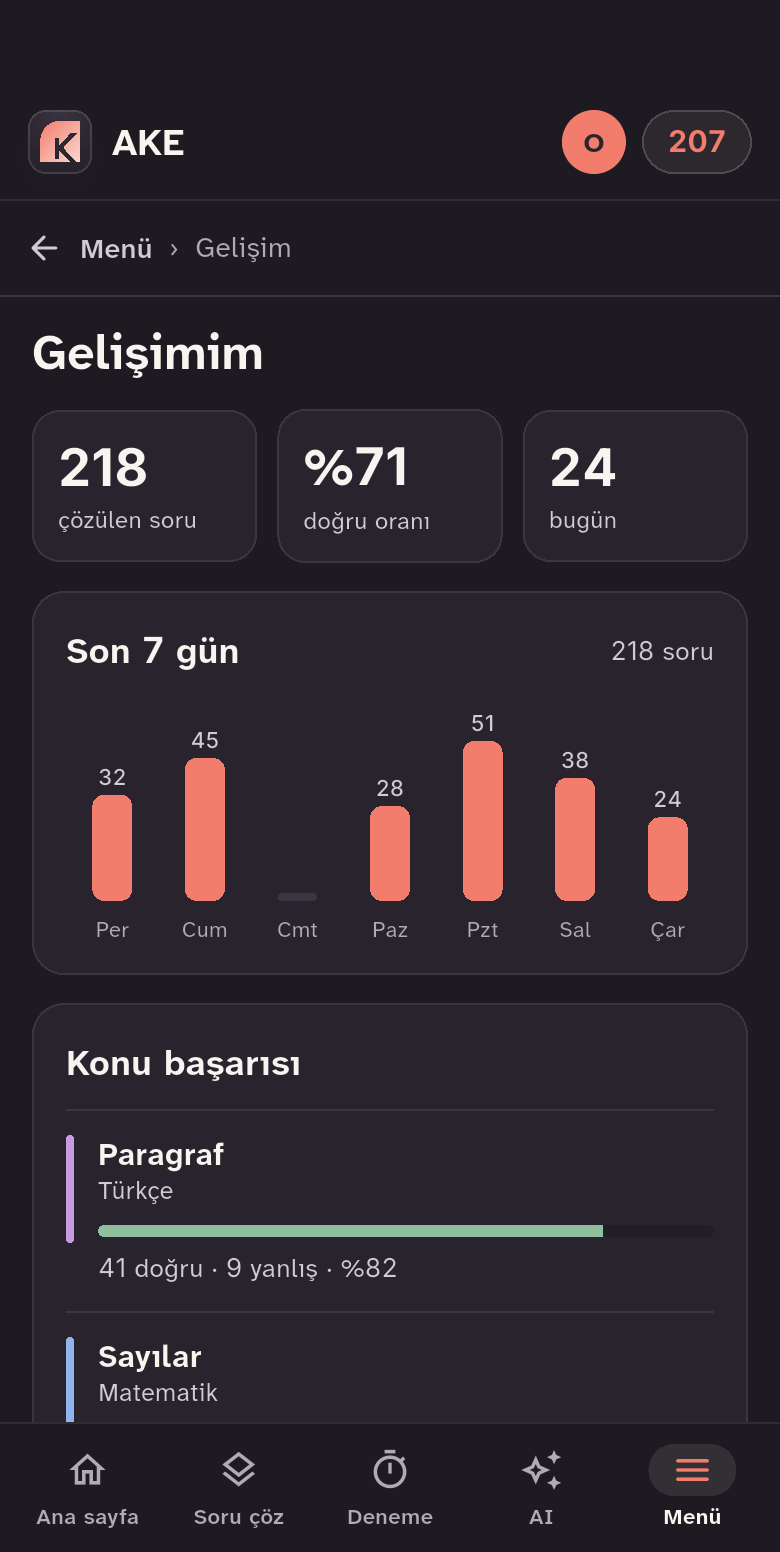 K AKE O 207
← Menü › Gelişim
Gelişimim
218 %71 24
çözülen soru doğru oranı bugün
Son 7 gün 218 soru
32 45 28 51 38 24
Per Cum Cmt Paz Pzt Sal Çar
Konu başarısı
Paragraf
Türkçe
41 doğru · 9 yanlış · %82
Sayılar
Matematik
Ana sayfa Soru çöz Deneme AI Menü